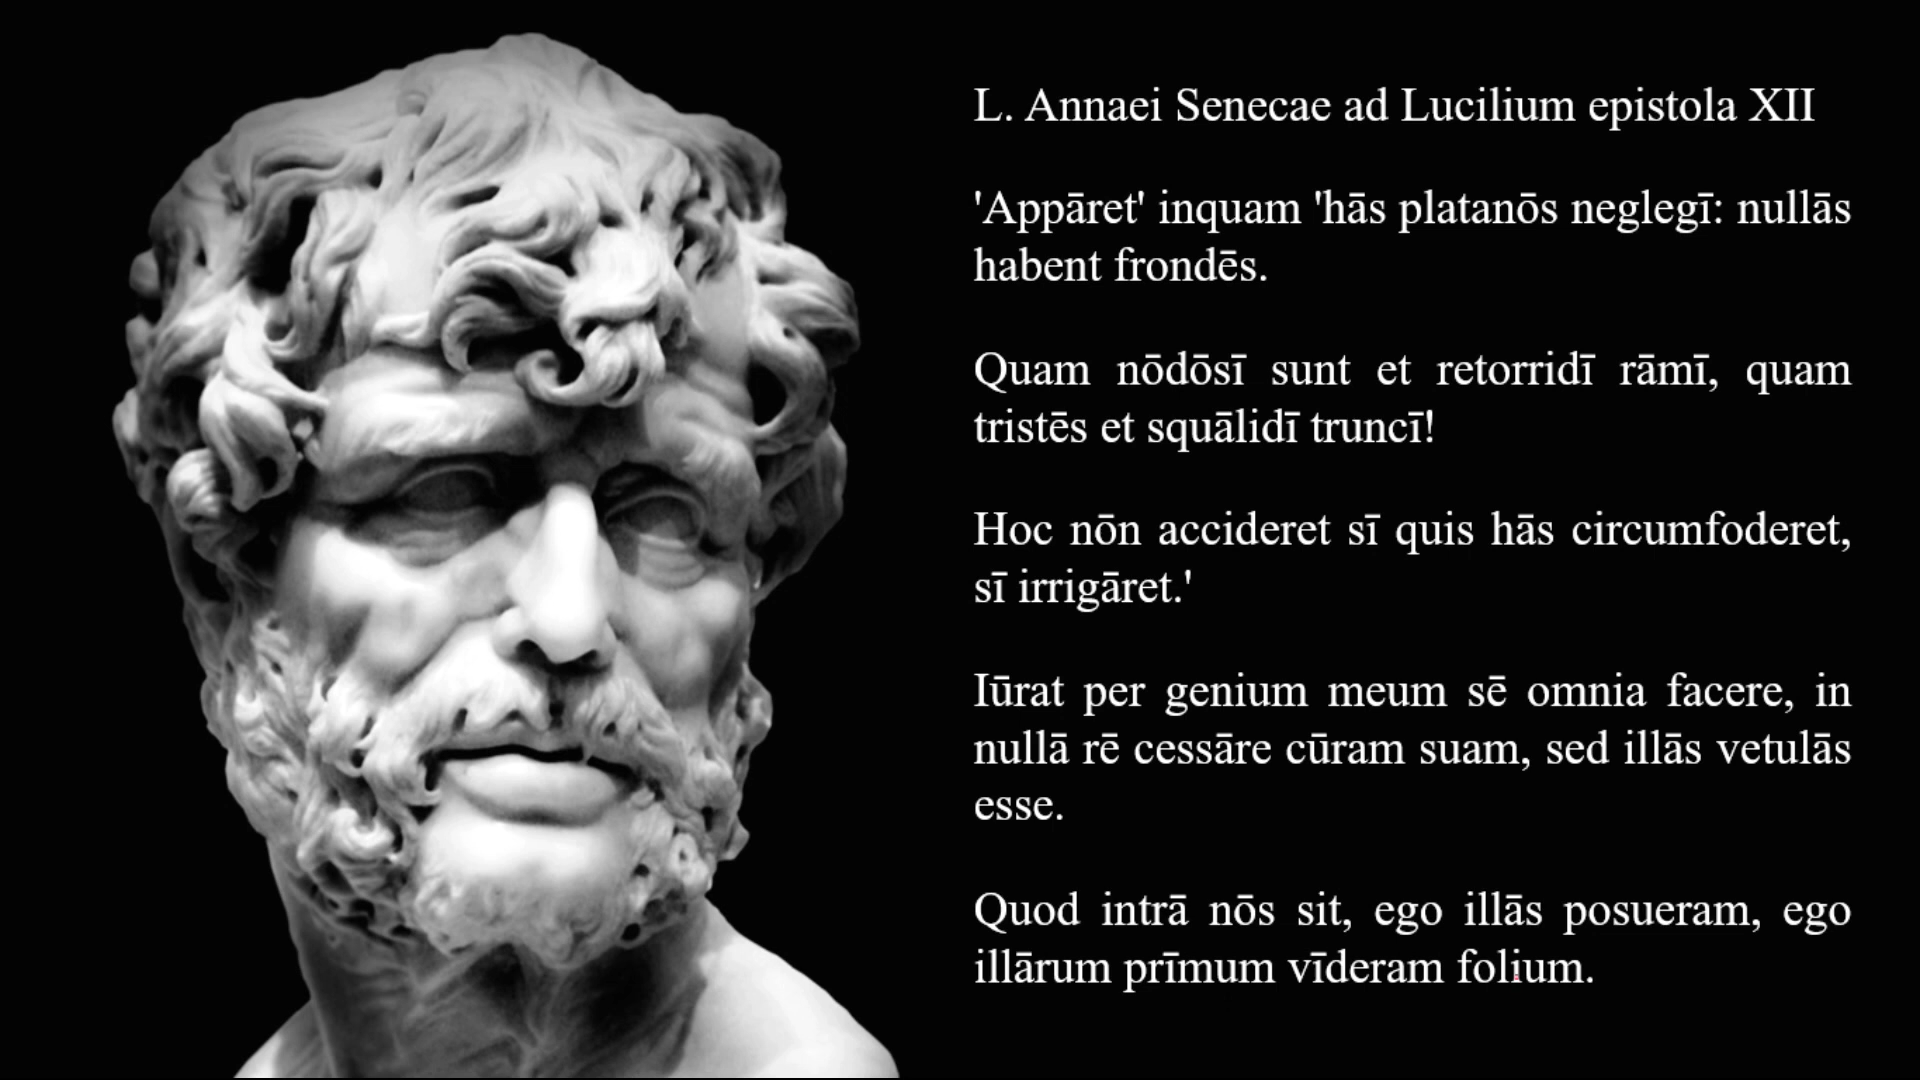 L. Annaei Senecae ad Lucilium epistola XII
'Appāret' inquam 'hās platanōs neglegī: nullās
habent frondēs.
Quam nōdōsī sunt et retorridī rāmī, quam
tristēs et squālidī truncī!
Hoc nōn accideret sī quis hās circumfoderet,
sī irrigāret.'
Iūrat per genium meum sē omnia facere, in
nullā rē cessāre cūram suam, sed illās vetulās
esse.
Quod intrā nōs sit, ego illās posueram, ego
illārum prīmum vīderam folium.